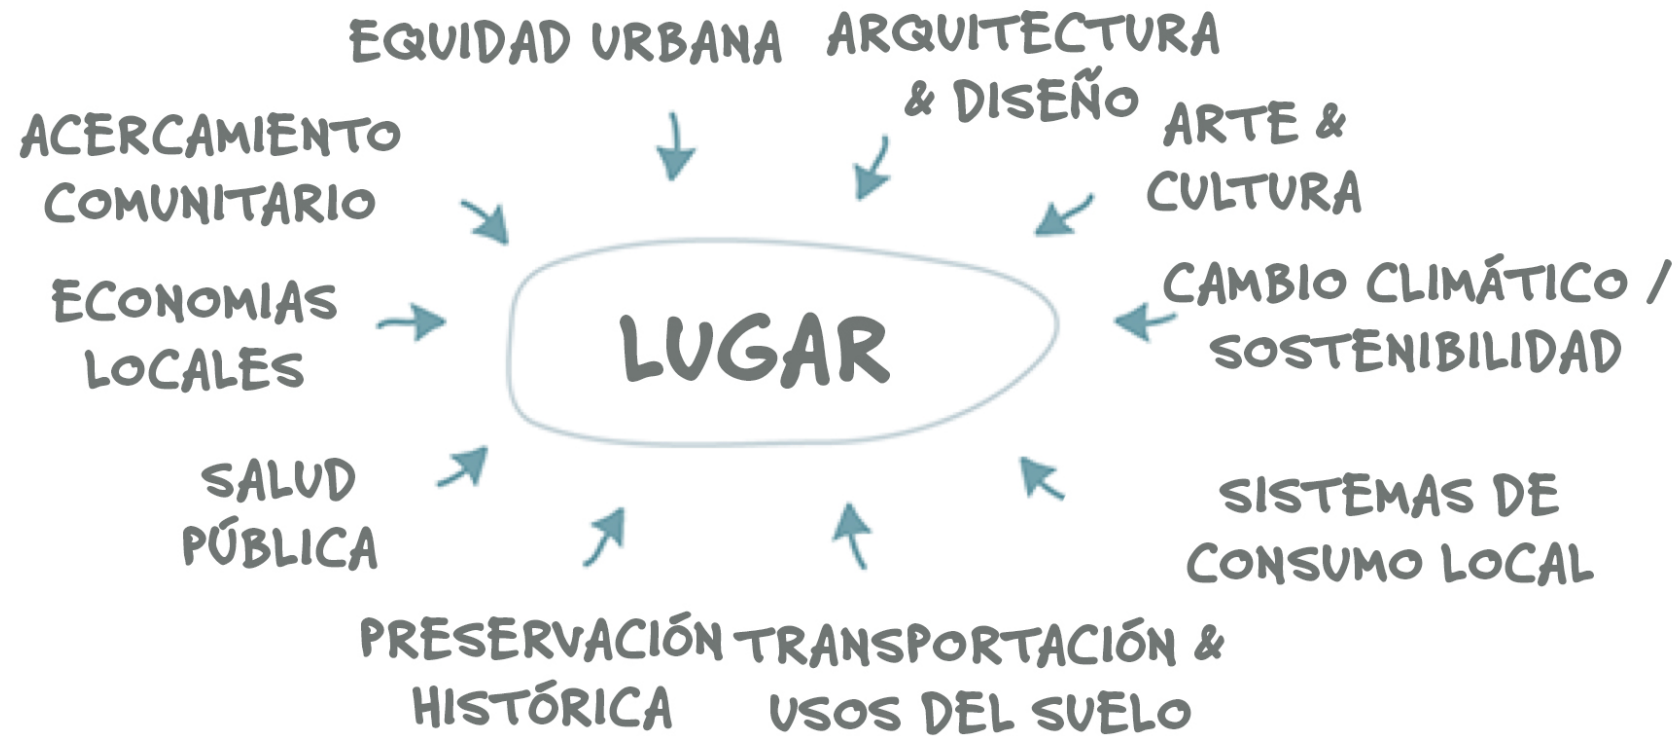 EQUIDAD URBANA
ARQUITECTURA
& DISEÑO
ARTE &
CULTURA
ACERCAMIENTO
COMUNITARIO
ECONOMIAS
LOCALES
LUGAR
CAMBIO CLIMÁTICO /
SOSTENIBILIDAD
SALUD
PÚBLICA
SISTEMAS DE
CONSUMO LOCAL
PRESERVACIÓN
HISTÓRICA
TRANSPORTACIÓN &
USOS DEL SUELO